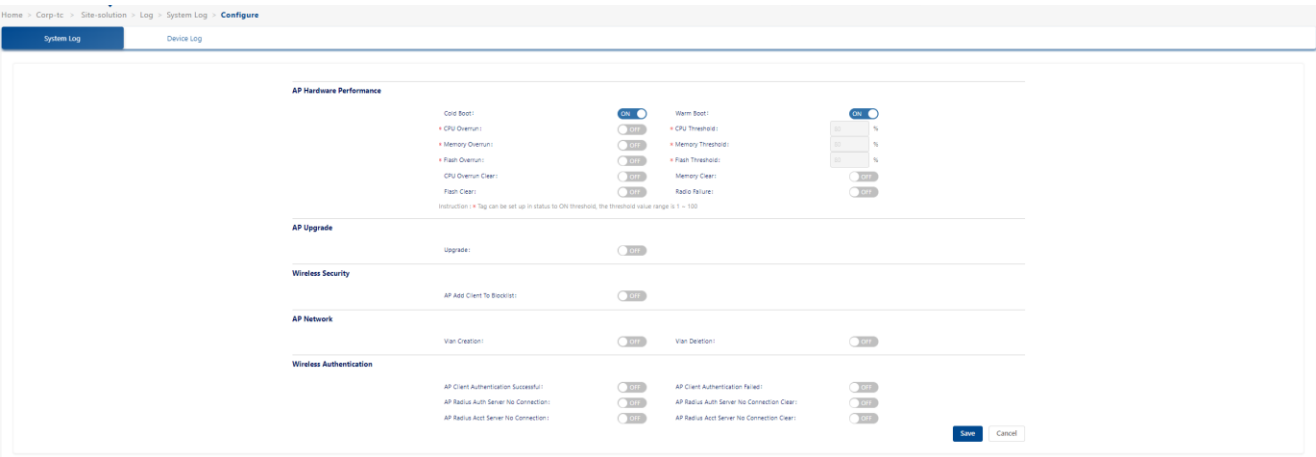 Home > Corp-tc > Site-solution > Log > System Log > Configure
System Log Device Log
AP Hardware Performance
Cold Boot: ON Warm Boot: ON
* CPU Overrun: OFF * CPU Threshold: %
* Memory Overrun: OFF * Memory Threshold: %
* Flash Overrun: OFF * Flash Threshold: %
CPU Overrun Clear: OFF Memory Clear: OFF
Flash Clear: OFF Radio Failure: OFF
Instruction : * Tag can be set up in status to ON threshold, the threshold value range is 1 ~ 100
AP Upgrade
Upgrade: OFF
Wireless Security
AP Add Client To Blocklist: OFF
AP Network
Vlan Creation: OFF Vlan Deletion: OFF
Wireless Authentication
AP Client Authentication Successful: OFF AP Client Authentication Failed: OFF
AP Radius Auth Server No Connection: OFF AP Radius Auth Server No Connection Clear: OFF
AP Radius Acct Server No Connection: OFF AP Radius Acct Server No Connection Clear: OFF
Save Cancel